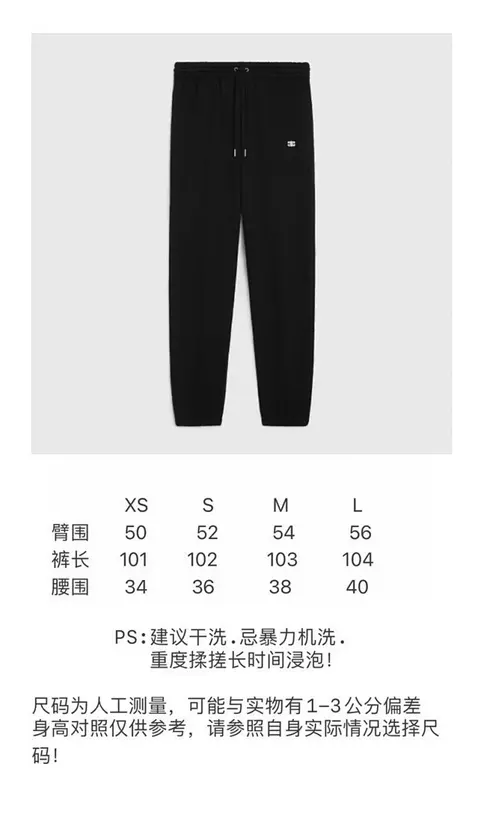 XS S M L
臂围 50 52 54 56
裤长 101 102 103 104
腰围 34 36 38 40
PS:建议干洗.忌暴力机洗.
重度揉搓长时间浸泡!
尺码为人工测量，可能与实物有1–3公分偏差
身高对照仅供参考，请参照自身实际情况选择尺
码!